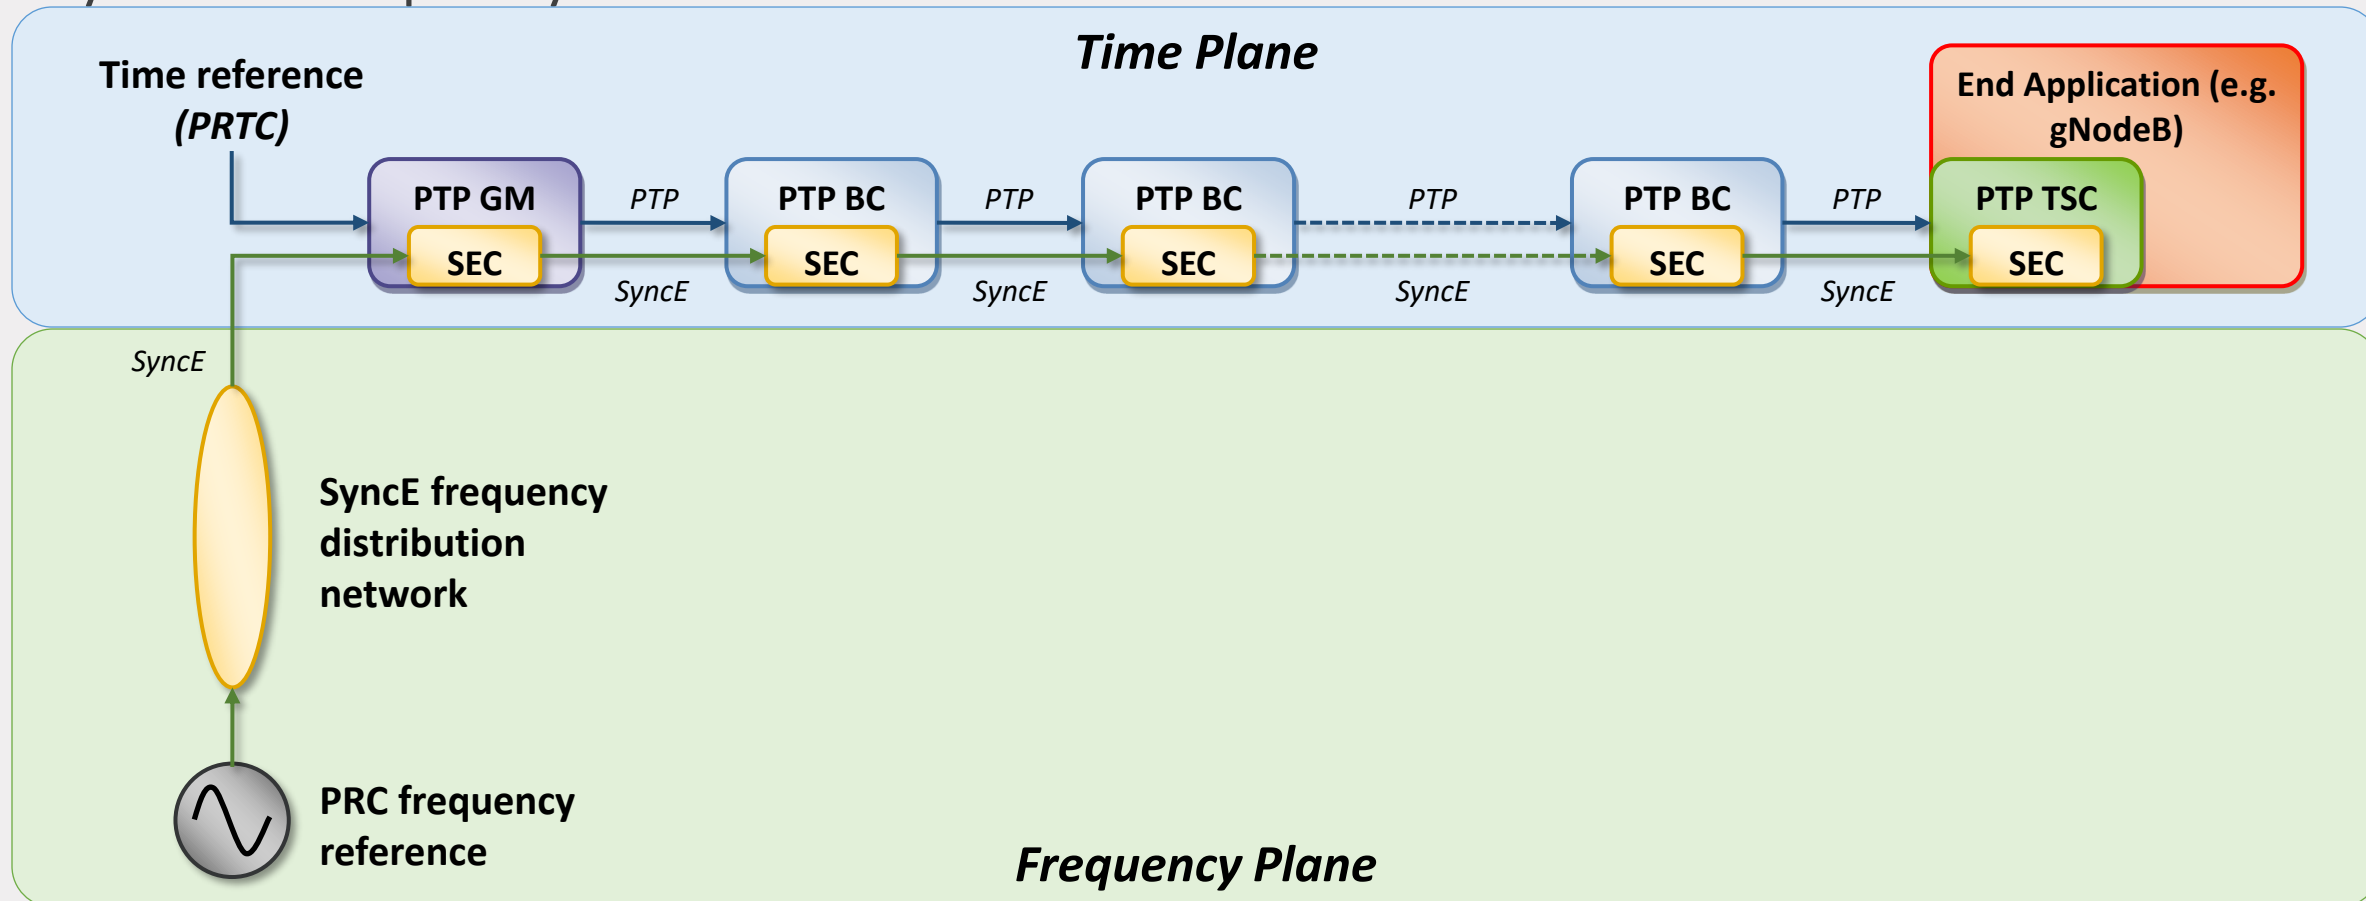 Time Plane
Time reference
(PRTC)
End Application (e.g.
gNodeB)
PTP GM
PTP
PTP BC
PTP
PTP BC
PTP
PTP BC
PTP
PTP TSC
SEC
SEC
SEC
SEC
SEC
SyncE
SyncE
SyncE
SyncE
SyncE
SyncE frequency
distribution
network
PRC frequency
reference
Frequency Plane